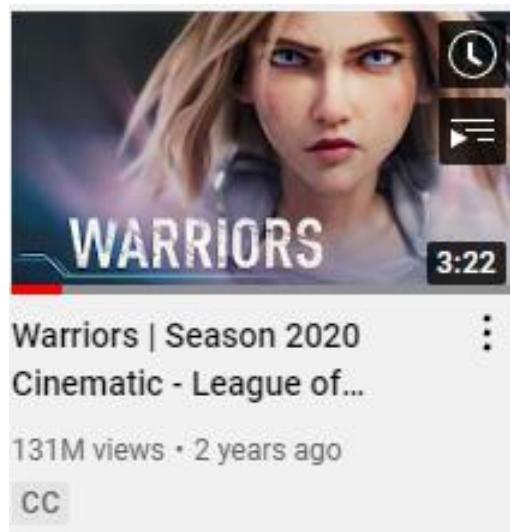 WARRIORS
3:22
Warriors | Season 2020
Cinematic - League of...
131M views • 2 years ago
CC